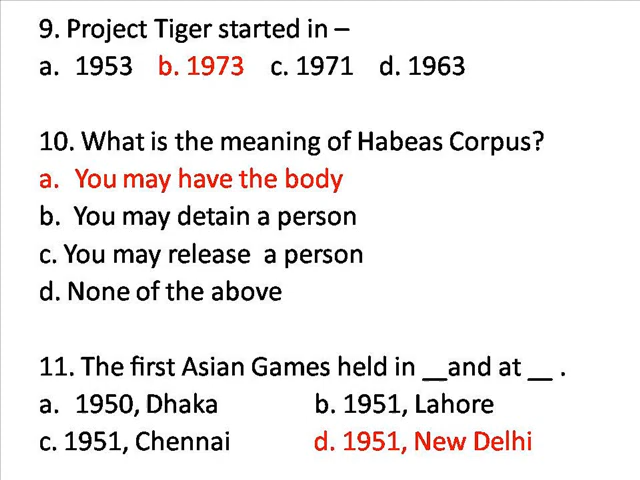 9. Project Tiger started in –
a. 1953 b. 1973 c. 1971 d. 1963
10. What is the meaning of Habeas Corpus?
a. You may have the body
b. You may detain a person
c. You may release a person
d. None of the above
11. The first Asian Games held in __and at __ .
a. 1950, Dhaka b. 1951, Lahore
c. 1951, Chennai d. 1951, New Delhi